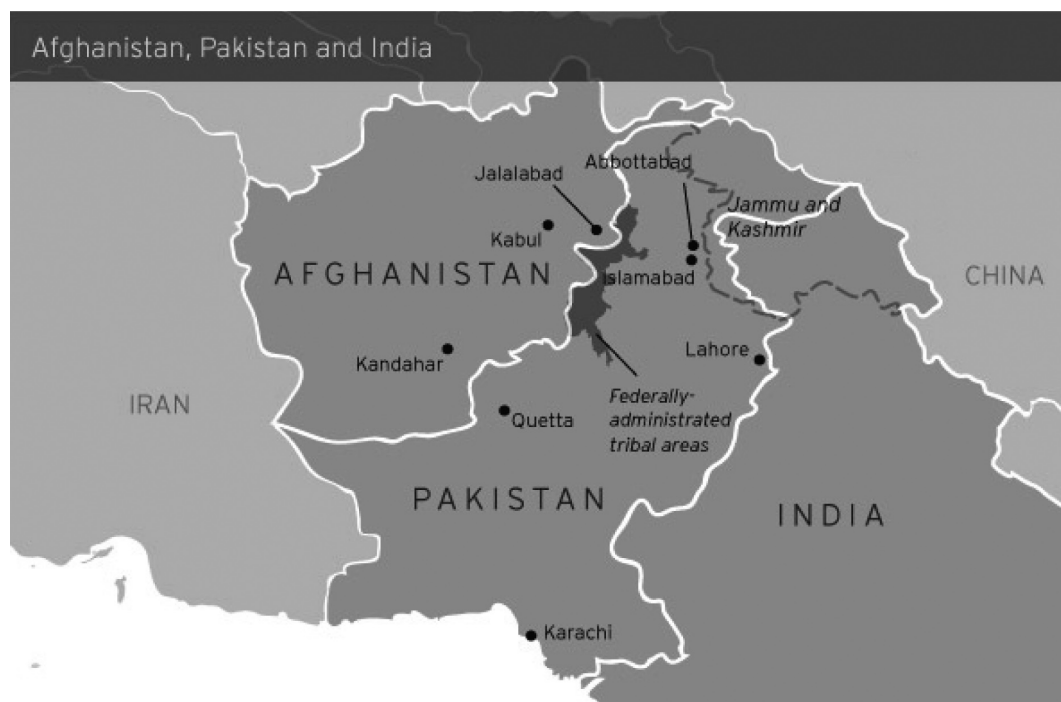 Afghanistan, Pakistan and India
Abbottabad
Jalalabad
Jammu and
Kashmir
Kabul
AFGHANISTAN
islamabad
CHINA
Lahore
Kandahar
IRAN
Federally-
administrated
tribal areas
Quetta
PAKISTAN
INDIA
Karachi